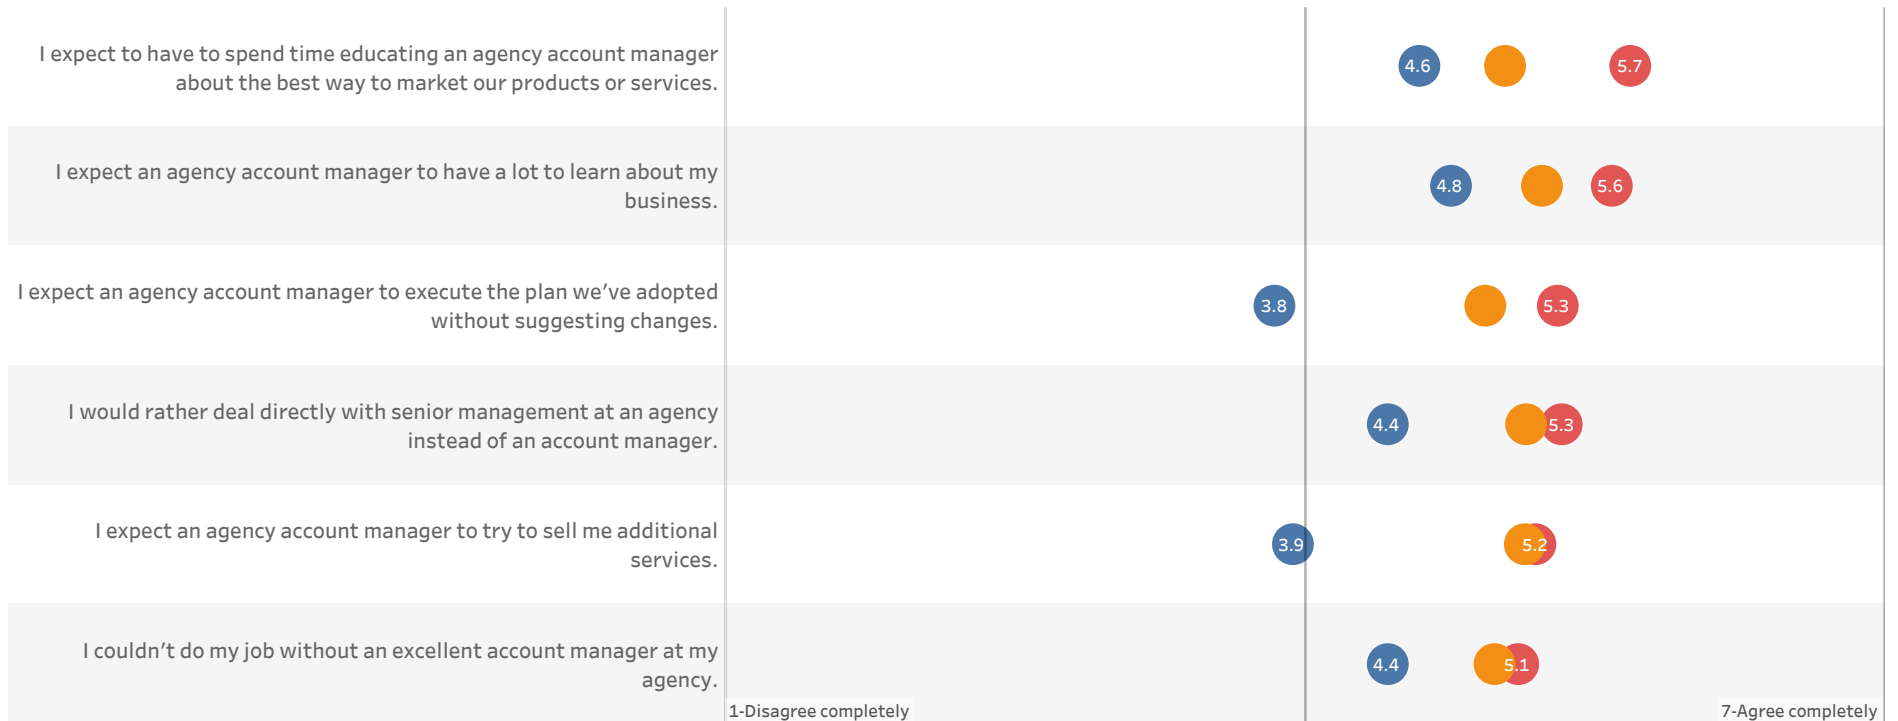 I expect to have to spend time educating an agency account manager
about the best way to market our products or services.
4.6
5.7
I expect an agency account manager to have a lot to learn about my
business.
4.8
5.6
I expect an agency account manager to execute the plan we’ve adopted
without suggesting changes.
3.8
5.3
I would rather deal directly with senior management at an agency
instead of an account manager.
4.4
5.3
I expect an agency account manager to try to sell me additional
services.
3.9
5.2
I couldn’t do my job without an excellent account manager at my
agency.
4.4
5.1
1-Disagree completely
7-Agree completely